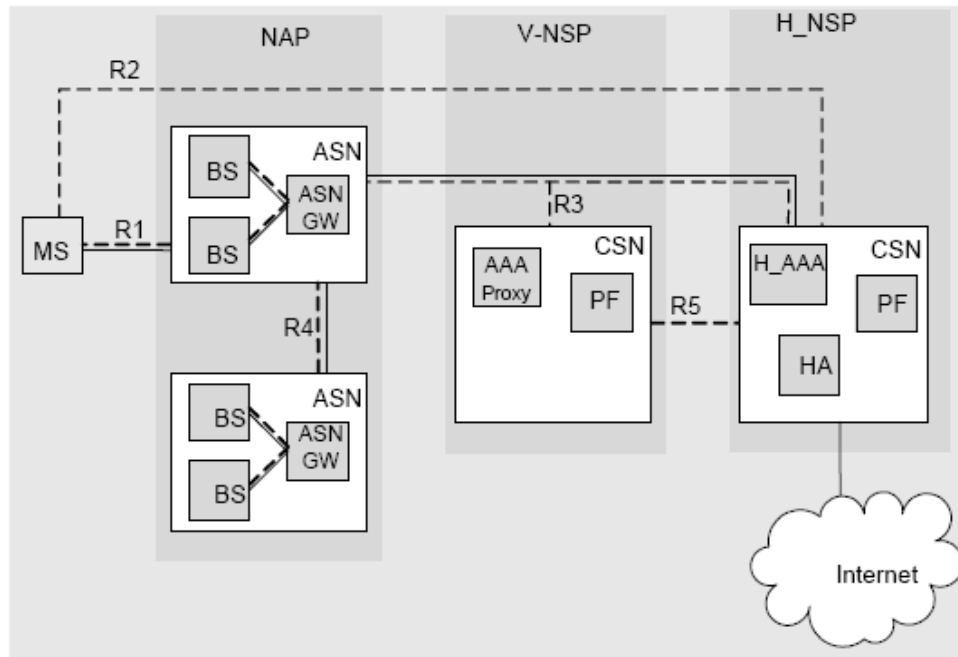 NAP
V-NSP
H_NSP
R2
ASN
BS
ASN
GW
BS
R1
MS
R3
CSN
AAA
Proxy
PF
R5
CSN
H_AAA
PF
HA
R4
ASN
BS
ASN
GW
BS
Internet